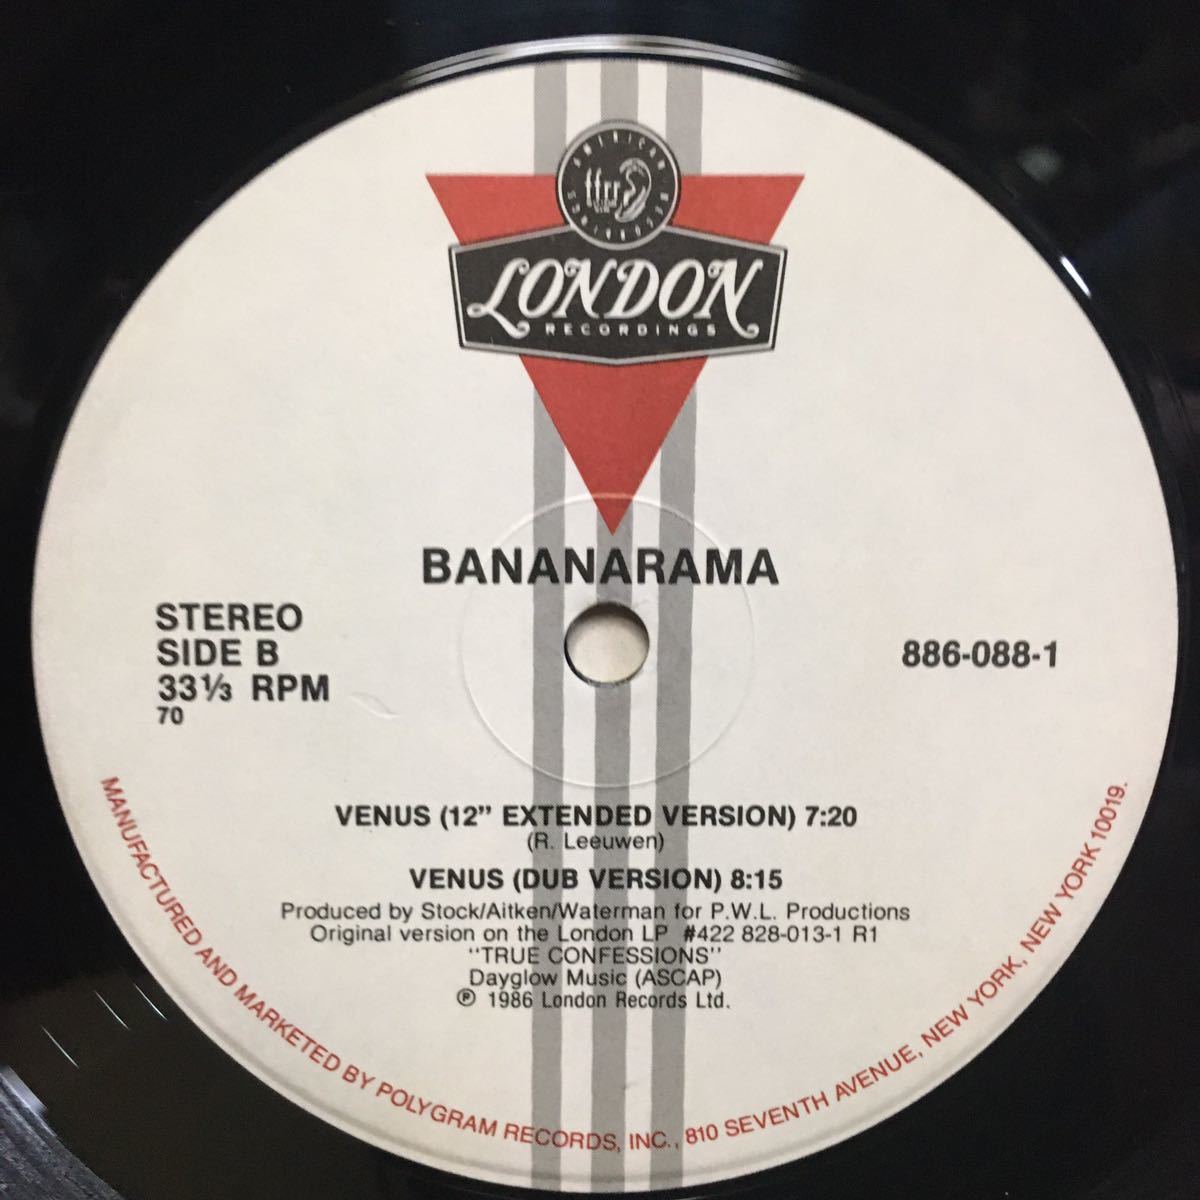 AMERICAN RECORDINGS
ffrr
LONDON
RECORDINGS
BANANARAMA
STEREO
SIDE B
33⅓ RPM
70
886-088-1
VENUS (12" EXTENDED VERSION) 7:20
(R. Leeuwen)
VENUS (DUB VERSION) 8:15
Produced by Stock/Aitken/Waterman for P.W.L. Productions
Original version on the London LP #422 828-013-1 R1
"TRUE CONFESSIONS"
Dayglow Music (ASCAP)
℗ 1986 London Records Ltd.
MANUFACTURED AND MARKETED BY POLYGRAM RECORDS, INC., 810 SEVENTH AVENUE, NEW YORK, NEW YORK 10019.